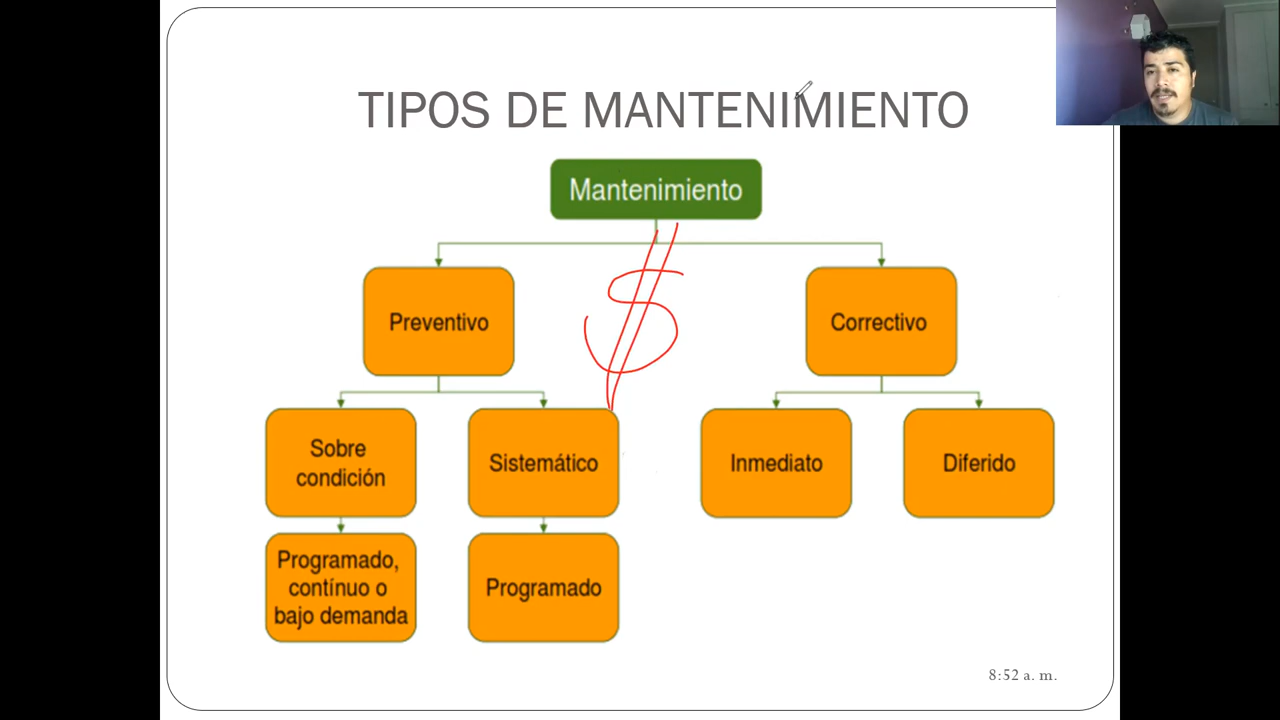 TIPOS DE MANTENIMIENTO
Mantenimiento
$
Preventivo
Correctivo
Sobre
condición
Sistemático
Inmediato
Diferido
Programado,
contínuo o
bajo demanda
Programado
8:52 a. m.